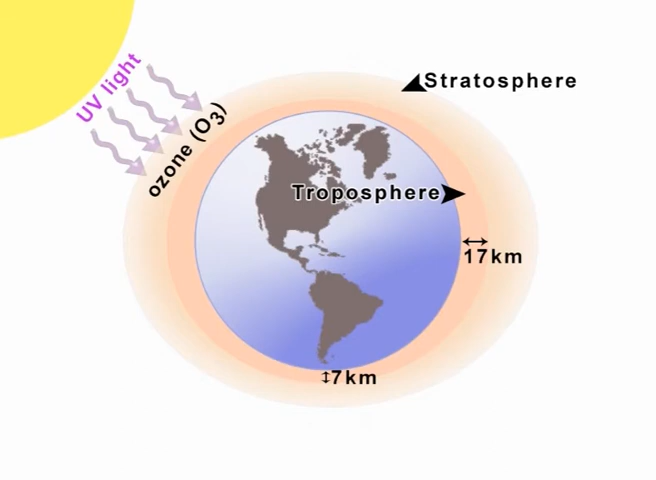 UV light
Stratosphere
ozone (O3)
Troposphere
17km
7km